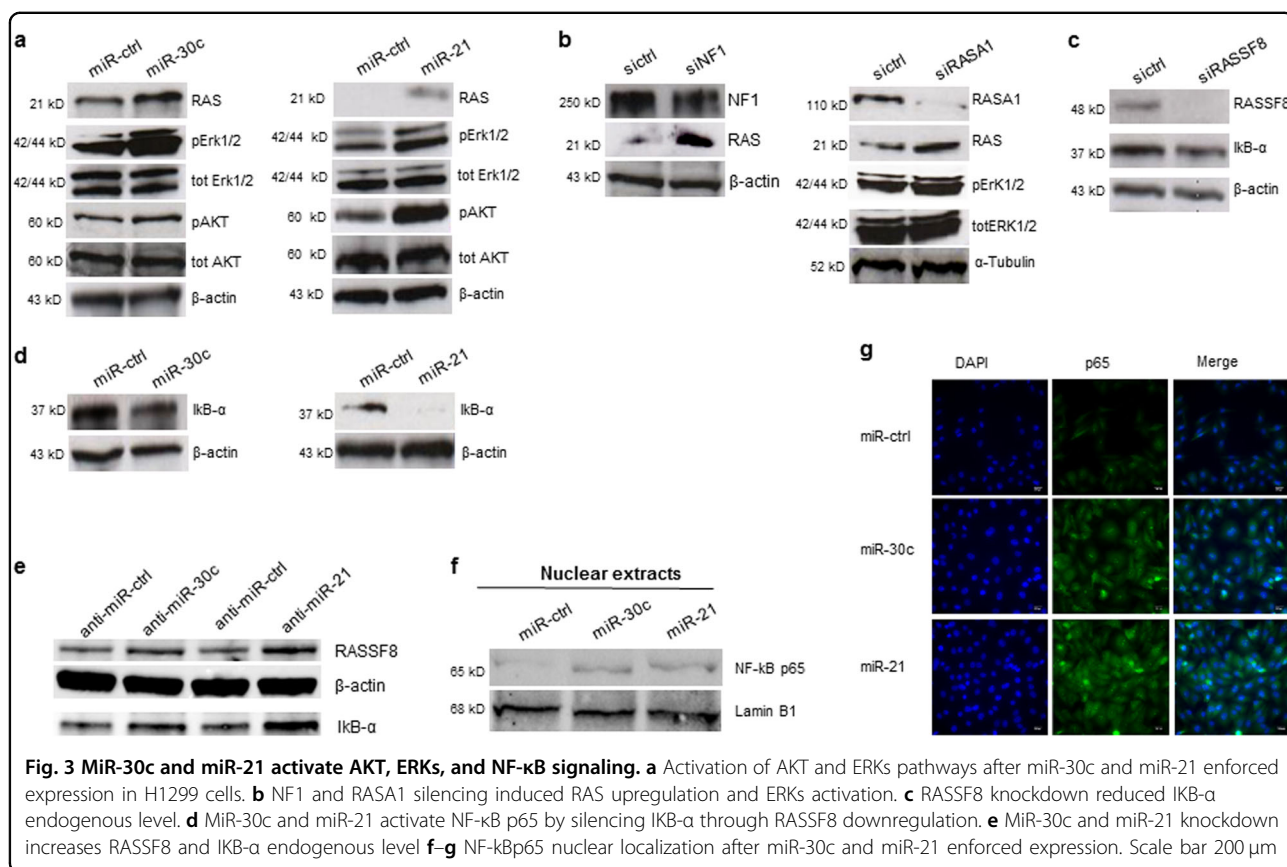 a
miR-ctrl miR-30c
21 kD RAS
42/44 kD pErk1/2
42/44 kD tot Erk1/2
60 kD pAKT
60 kD tot AKT
43 kD β-actin
miR-ctrl miR-21
21 kD RAS
42/44 kD pErk1/2
42/44 kD tot Erk1/2
60 kD pAKT
60 kD tot AKT
43 kD β-actin
b
sictrl siNF1
250 kD NF1
21 kD RAS
43 kD β-actin
sictrl siRASA1
110 kD RASA1
21 kD RAS
42/44 kD pErK1/2
42/44 kD totERK1/2
52 kD α-Tubulin
c
sictrl siRASSF8
48 kD RASSF8
37 kD IkB-α
43 kD β-actin
d
miR-ctrl miR-30c
37 kD IkB-α
43 kD β-actin
miR-ctrl miR-21
37 kD IkB-α
43 kD β-actin
e
anti-miR-ctrl anti-miR-30c anti-miR-ctrl anti-miR-21
RASSF8
β-actin
IkB-α
f
Nuclear extracts
miR-ctrl miR-30c miR-21
65 kD NF-kB p65
68 kD Lamin B1
g
DAPI p65 Merge
miR-ctrl
miR-30c
miR-21
Fig. 3 MiR-30c and miR-21 activate AKT, ERKs, and NF-κB signaling. a Activation of AKT and ERKs pathways after miR-30c and miR-21 enforced
expression in H1299 cells. b NF1 and RASA1 silencing induced RAS upregulation and ERKs activation. c RASSF8 knockdown reduced IKB-α
endogenous level. d MiR-30c and miR-21 activate NF-κB p65 by silencing IKB-α through RASSF8 downregulation. e MiR-30c and miR-21 knockdown
increases RASSF8 and IKB-α endogenous level f–g NF-kBp65 nuclear localization after miR-30c and miR-21 enforced expression. Scale bar 200 μm